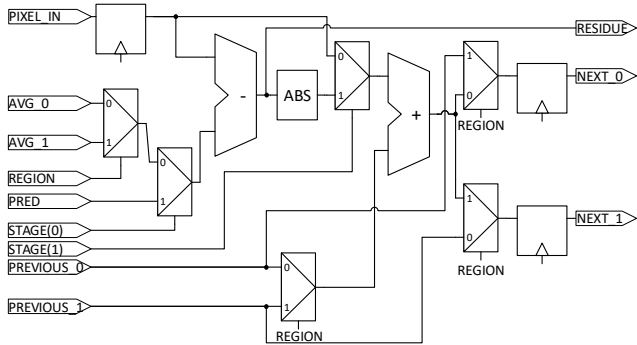 PIXEL_IN
RESIDUE
0
1
1
NEXT_0
-
ABS
AVG_0
0
+
0
REGION
AVG_1
1
REGION
0
PRED
1
NEXT_1
1
STAGE(0)
0
STAGE(1)
PREVIOUS_0
0
REGION
PREVIOUS_1
1
REGION